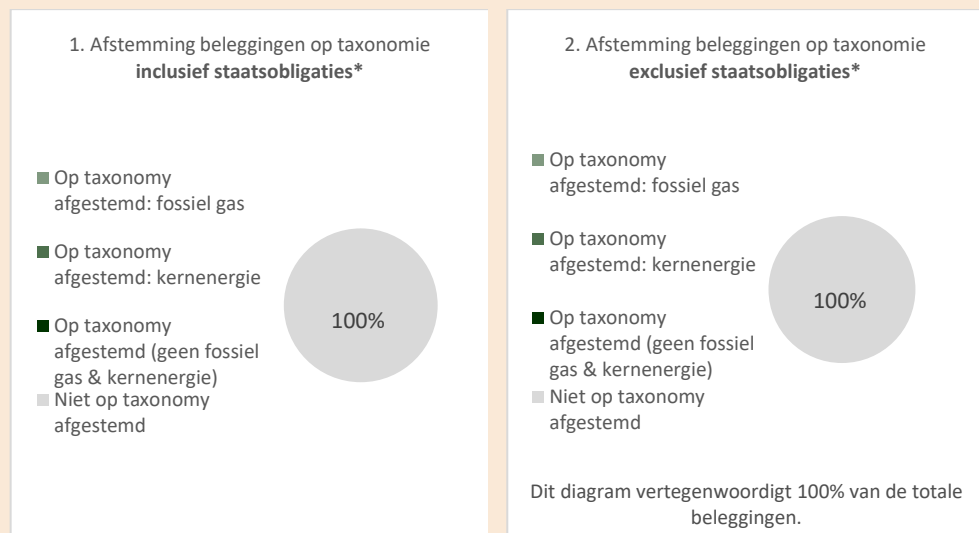 1. Afstemming beleggingen op taxonomie
inclusief staatsobligaties*
Op taxonomy
afgestemd: fossiel gas
Op taxonomy
afgestemd: kernenergie
Op taxonomy
afgestemd (geen fossiel
gas & kernenergie)
Niet op taxonomy
afgestemd
100%
2. Afstemming beleggingen op taxonomie
exclusief staatsobligaties*
Op taxonomy
afgestemd: fossiel gas
Op taxonomy
afgestemd: kernenergie
Op taxonomy
afgestemd (geen fossiel
gas & kernenergie)
Niet op taxonomy
afgestemd
100%
Dit diagram vertegenwoordigt 100% van de totale
beleggingen.